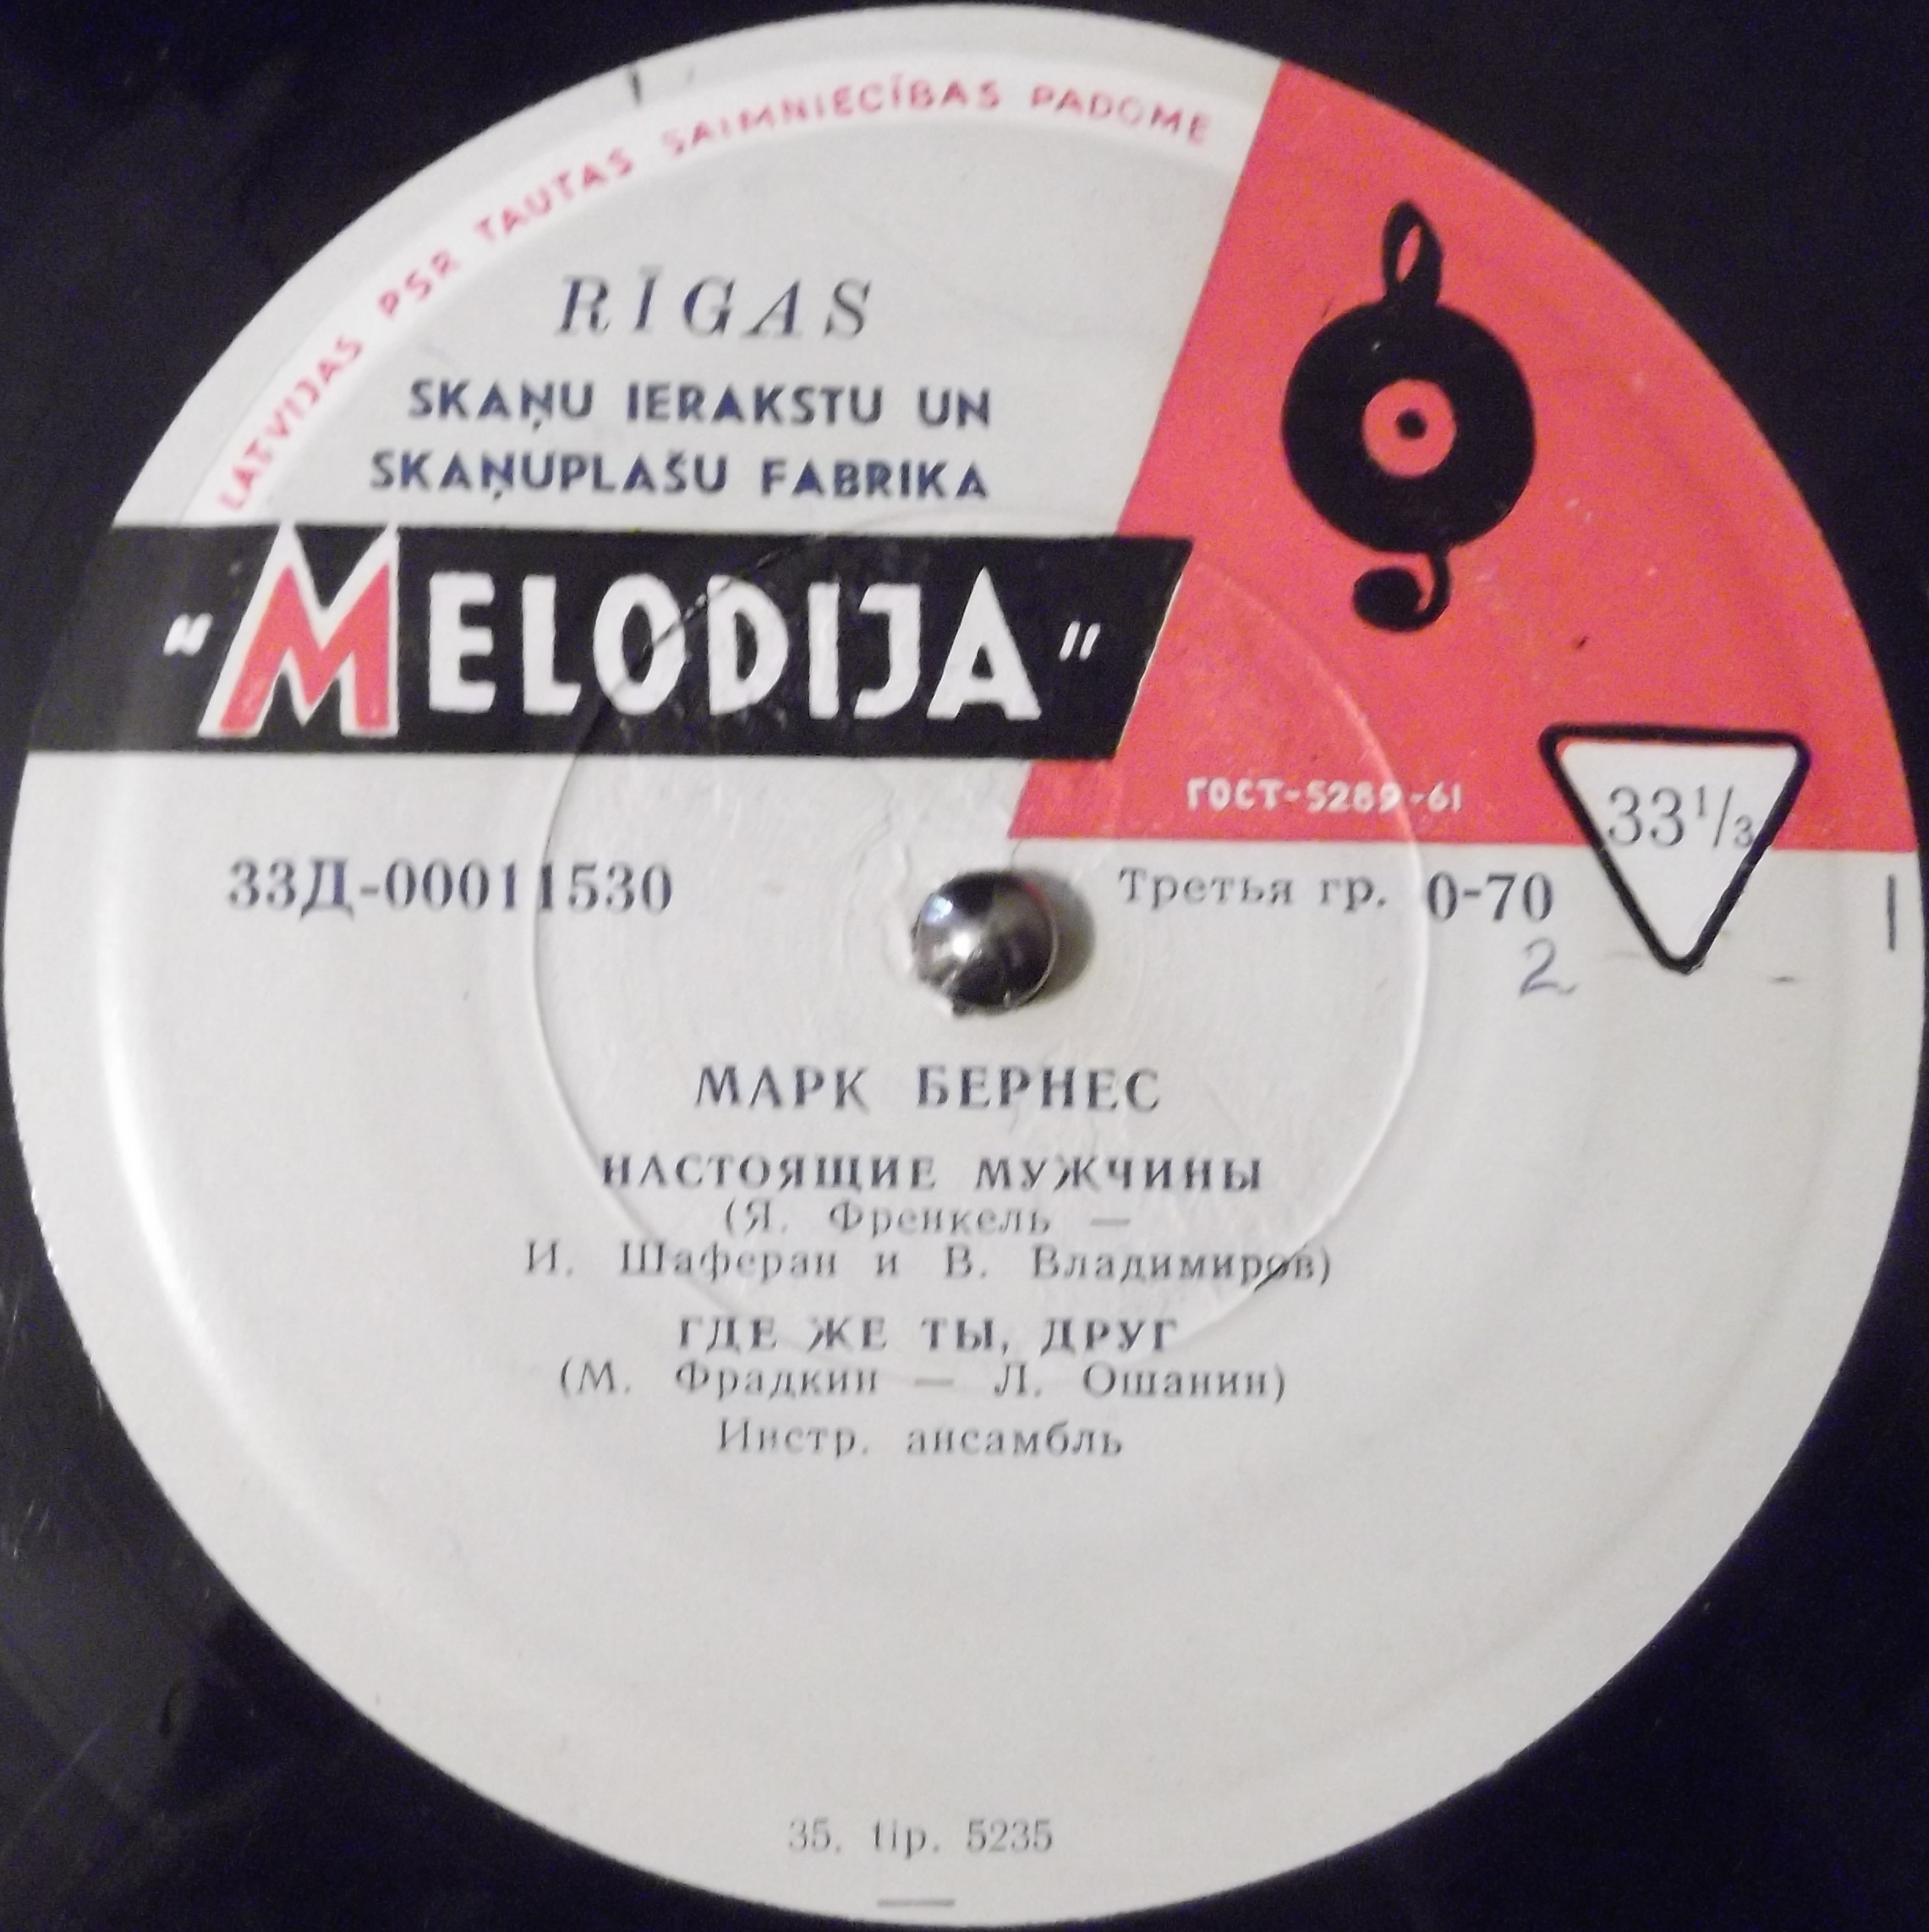 LATVIJAS PSR TAUTAS SAIMNIECĪBAS PADOME
RĪGAS
SKAŅU IERAKSTU UN
SKAŅUPLAŠU FABRIKA
"MELODIJA"
ГОСТ-5289-61
33 1/3
33Д-00011530
Третья гр. 0-70
2
МАРК БЕРНЕС
НАСТОЯЩИЕ МУЖЧИНЫ
(Я. Френкель —
И. Шаферан и В. Владимиров)
ГДЕ ЖЕ ТЫ, ДРУГ
(М. Фрадкин — Л. Ошанин)
Инстр. ансамбль
35. tip. 5235